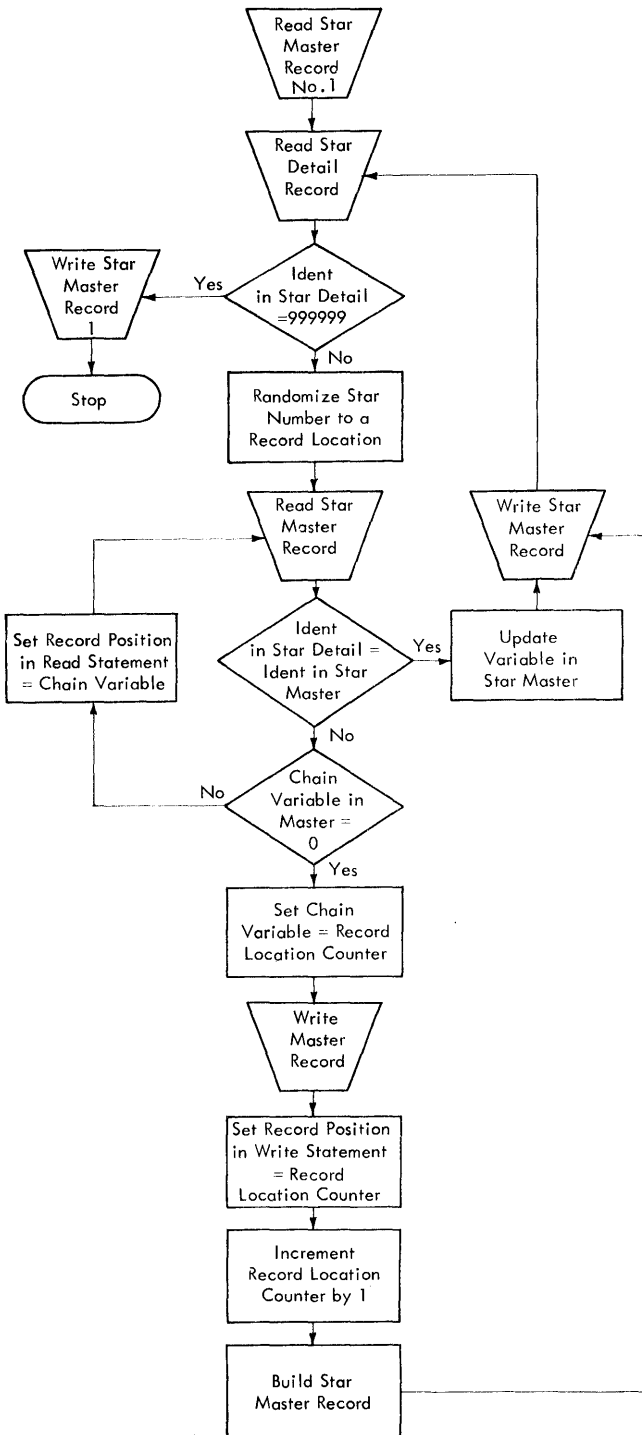 Read Star
Master
Record
No.1
Read Star
Detail
Record
Write Star
Master
Record
1
Yes
Ident
in Star Detail
=999999
No
Stop
Randomize Star
Number to a
Record Location
Read Star
Master
Record
Write Star
Master
Record
Set Record Position
in Read Statement
= Chain Variable
Ident
in Star Detail =
Ident in Star
Master
Yes
Update
Variable in
Star Master
No
No
Chain
Variable in
Master =
0
Yes
Set Chain
Variable = Record
Location Counter
Write
Master
Record
Set Record Position
in Write Statement
= Record
Location Counter
Increment
Record Location
Counter by 1
Build Star
Master Record